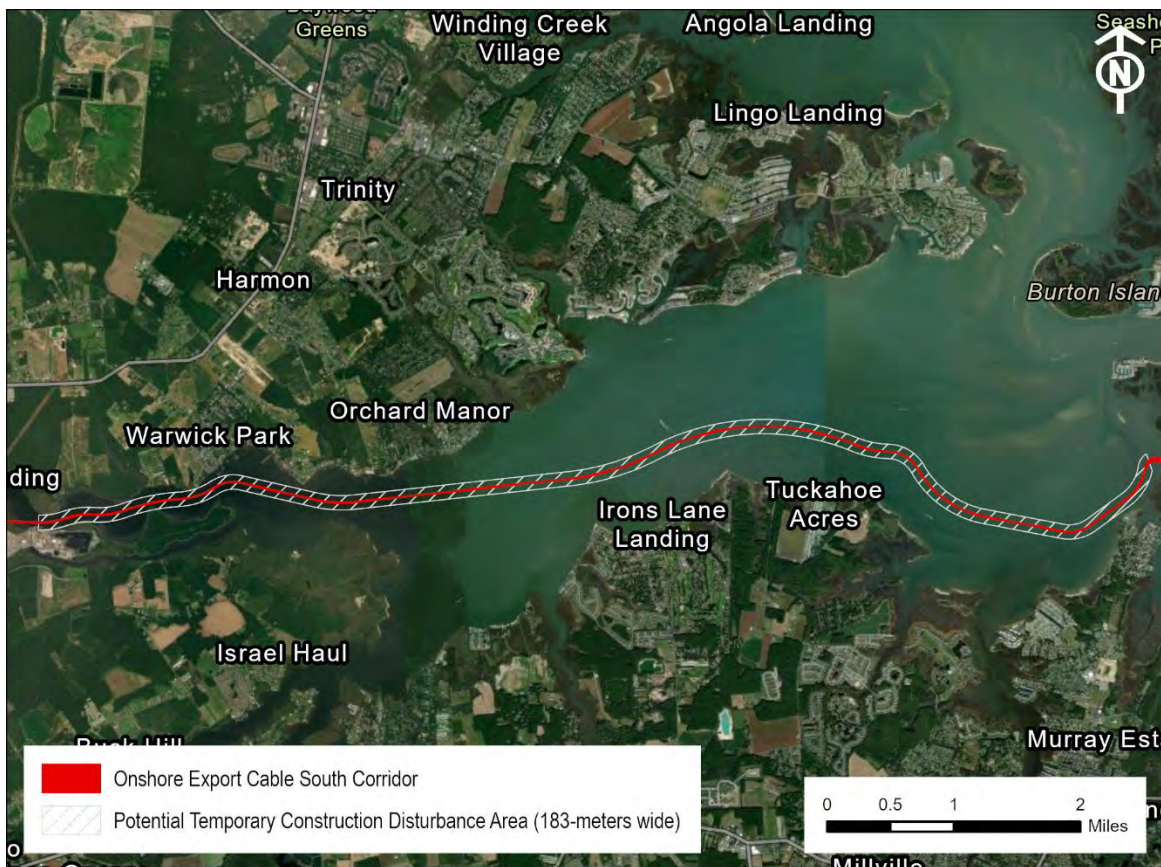 Greens
Winding Creek
Village
Angola Landing
N
Lingo Landing
Trinity
Harmon
Burton Islan
Orchard Manor
Warwick Park
ding
Tuckahoe
Acres
Irons Lane
Landing
Israel Haul
Murray Est
Onshore Export Cable South Corridor
Potential Temporary Construction Disturbance Area (183-meters wide)
0 0.5 1 2
Miles